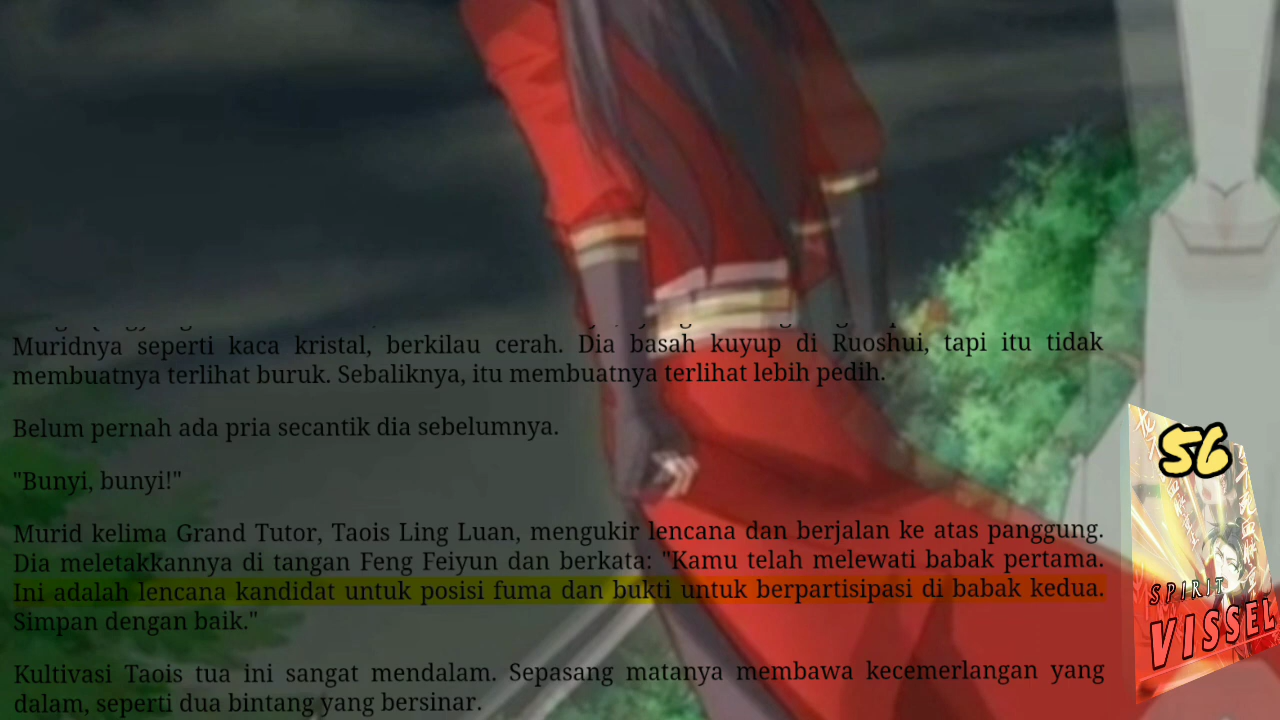 Muridnya seperti kaca kristal, berkilau cerah. Dia basah kuyup di Ruoshui, tapi itu tidak
membuatnya terlihat buruk. Sebaliknya, itu membuatnya terlihat lebih pedih.
Belum pernah ada pria secantik dia sebelumnya.
"Bunyi, bunyi!"
Murid kelima Grand Tutor, Taois Ling Luan, mengukir lencana dan berjalan ke atas panggung.
Dia meletakkannya di tangan Feng Feiyun dan berkata: "Kamu telah melewati babak pertama.
Ini adalah lencana kandidat untuk posisi fuma dan bukti untuk berpartisipasi di babak kedua.
Simpan dengan baik."
Kultivasi Taois tua ini sangat mendalam. Sepasang matanya membawa kecemerlangan yang
dalam, seperti dua bintang yang bersinar.
56
SPIRIT
VISSEL